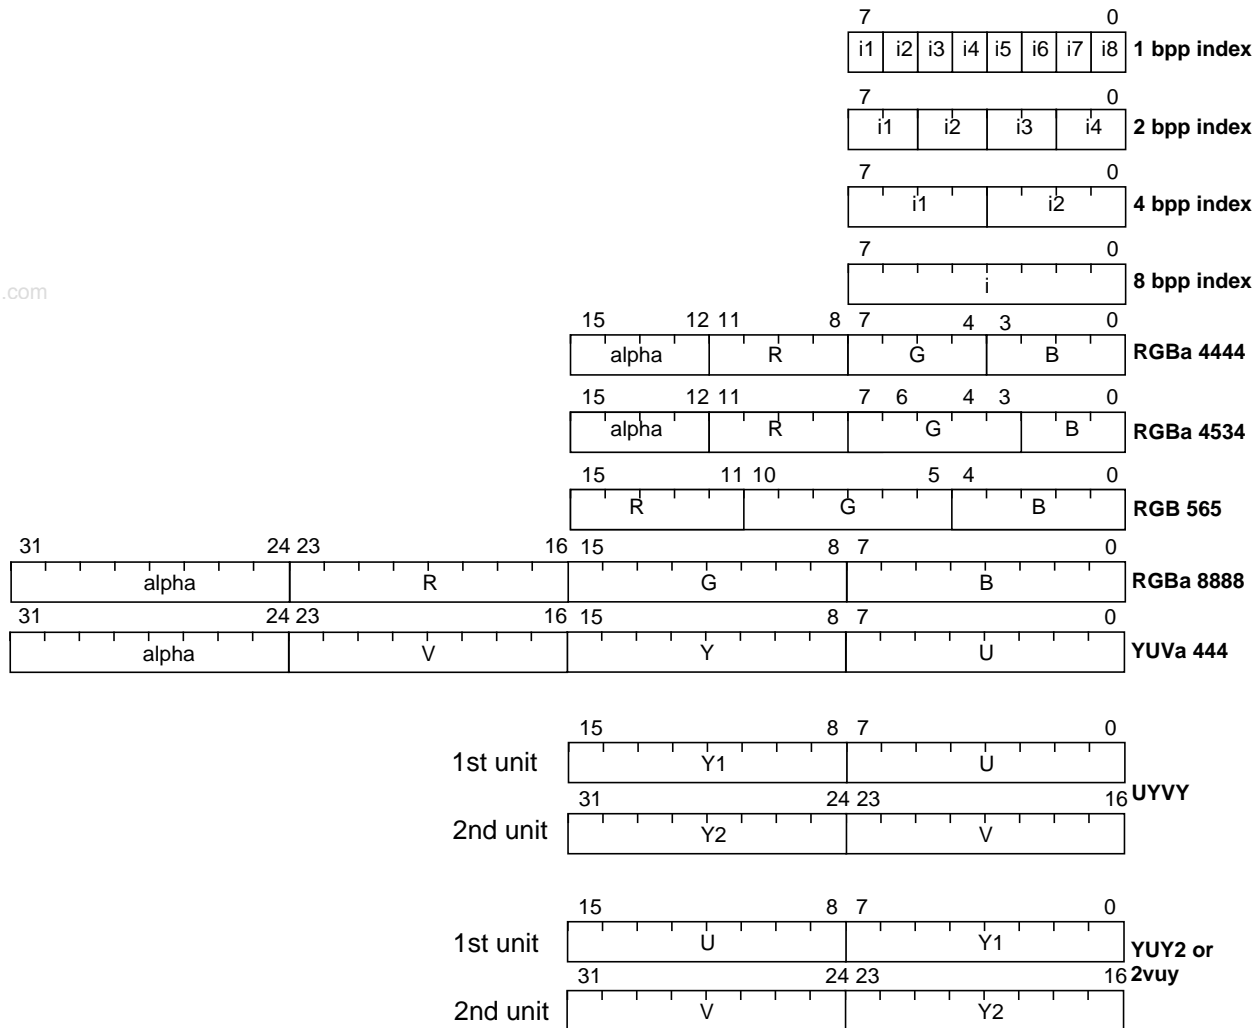 7 0
i1 i2 i3 i4 i5 i6 i7 i8 1 bpp index
7 0
i1 i2 i3 i4 2 bpp index
7 0
i1 i2 4 bpp index
7 0
i 8 bpp index
.com
15 12 11 8 7 4 3 0
alpha R G B RGBa 4444
15 12 11 7 6 4 3 0
alpha R G B RGBa 4534
15 11 10 5 4 0
R G B RGB 565
31 24 23 16 15 8 7 0
alpha R G B RGBa 8888
31 24 23 16 15 8 7 0
alpha V Y U YUVa 444
15 8 7 0
1st unit Y1 U
UYVY
31 24 23 16
2nd unit Y2 V
15 8 7 0
1st unit U Y1
YUY2 or
2vuy
31 24 23 16
2nd unit V Y2